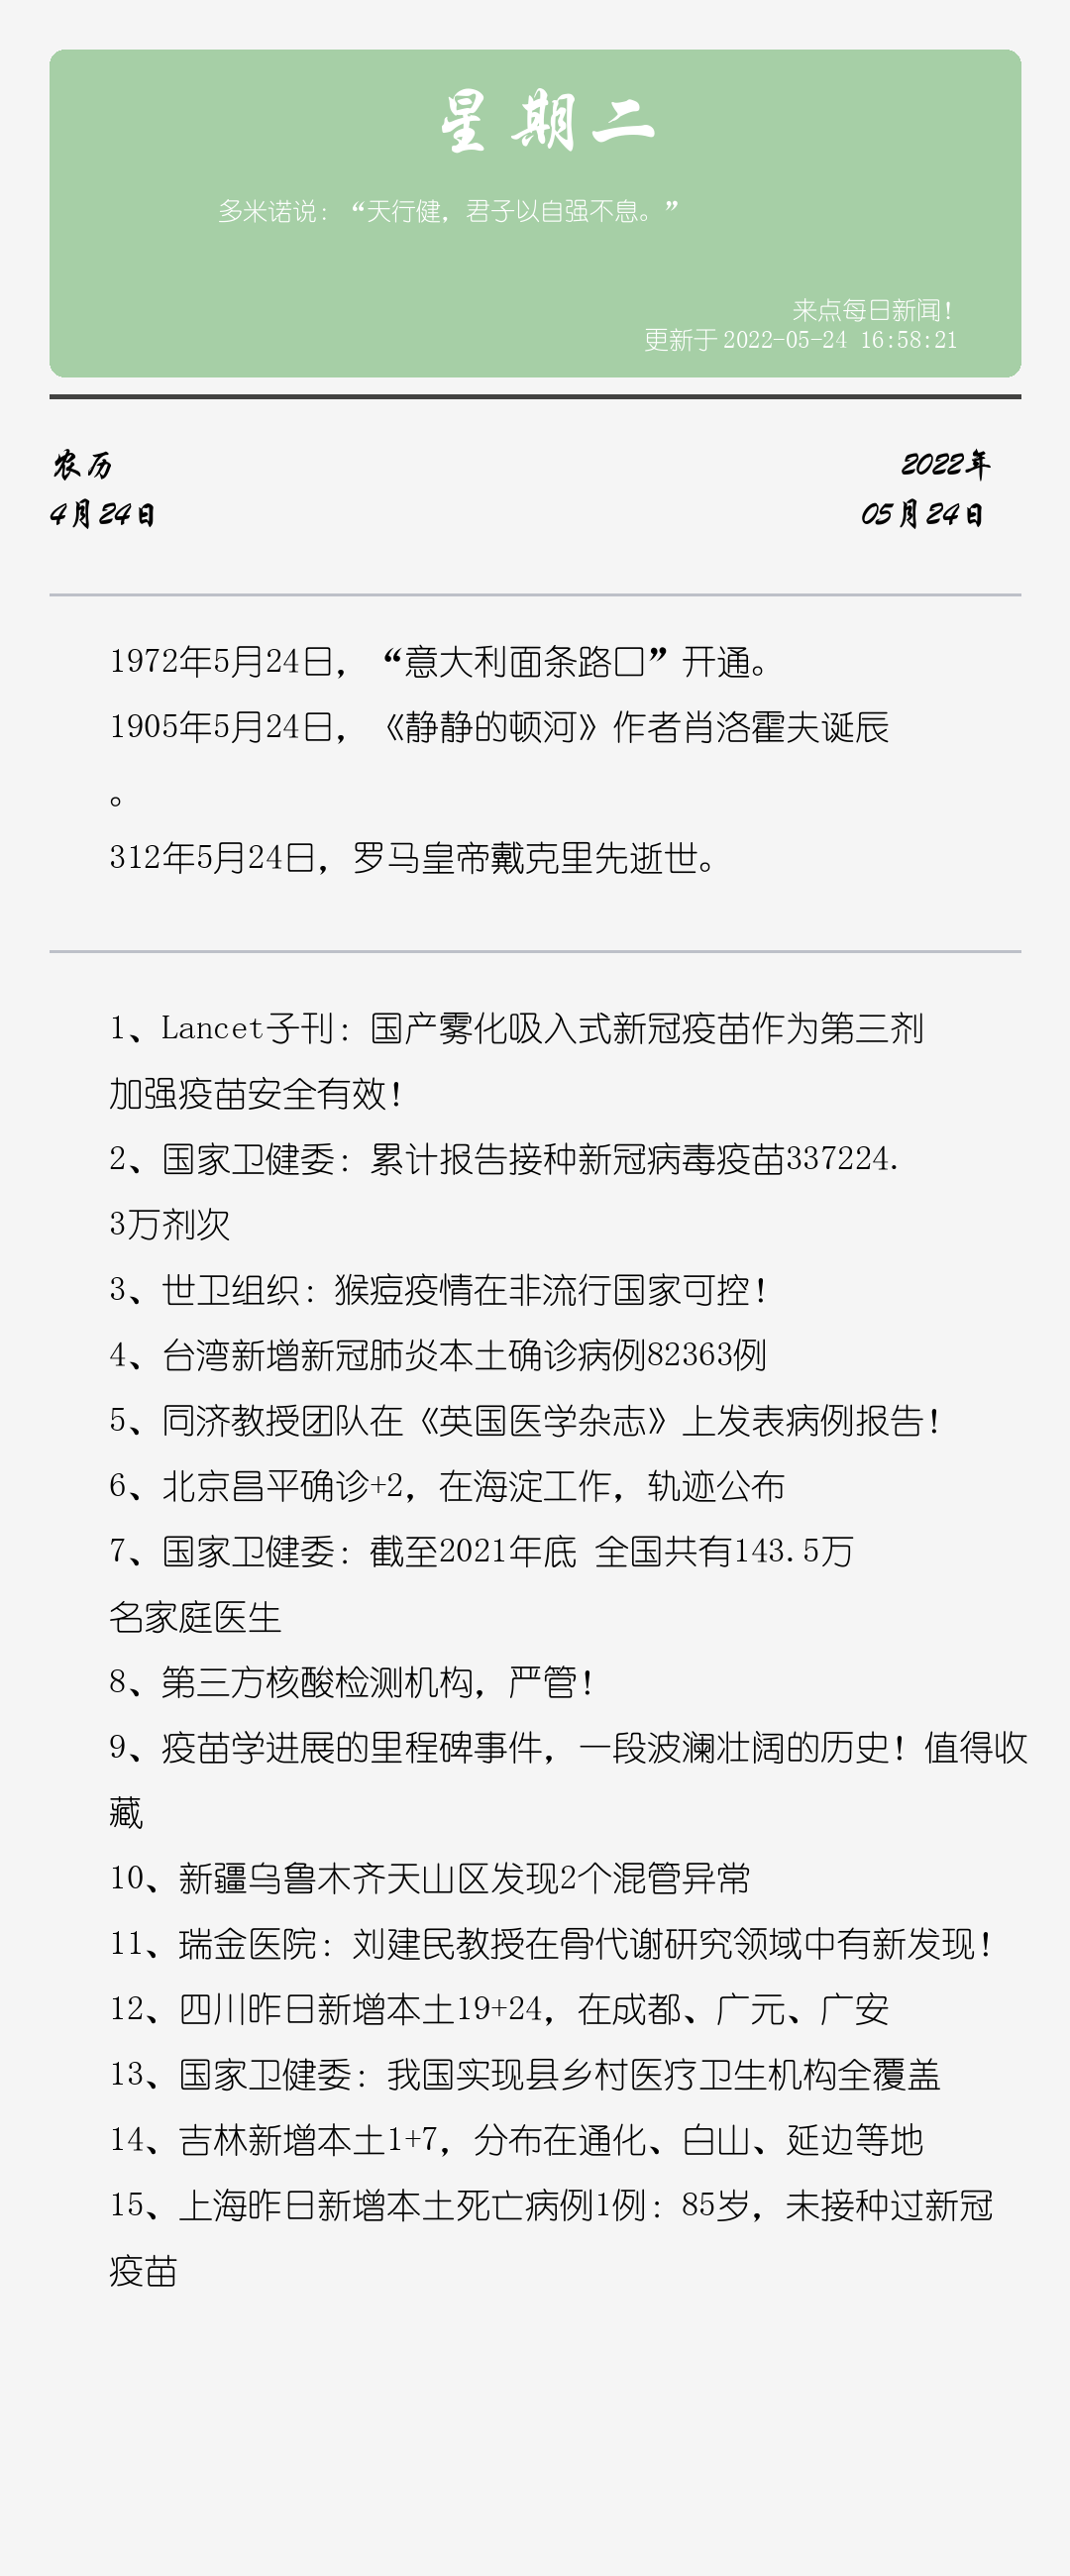 星期二
多米诺说：“天行健，君子以自强不息。”
来点每日新闻！
更新于 2022-05-24 16:58:21
农历
2022年
4月24日
05月24日
1972年5月24日，“意大利面条路口”开通。
1905年5月24日，《静静的顿河》作者肖洛霍夫诞辰
。
312年5月24日，罗马皇帝戴克里先逝世。
1、Lancet子刊：国产雾化吸入式新冠疫苗作为第三剂
加强疫苗安全有效！
2、国家卫健委：累计报告接种新冠病毒疫苗337224.
3万剂次
3、世卫组织：猴痘疫情在非流行国家可控！
4、台湾新增新冠肺炎本土确诊病例82363例
5、同济教授团队在《英国医学杂志》上发表病例报告！
6、北京昌平确诊+2，在海淀工作，轨迹公布
7、国家卫健委：截至2021年底 全国共有143.5万
名家庭医生
8、第三方核酸检测机构，严管！
9、疫苗学进展的里程碑事件，一段波澜壮阔的历史！值得收
藏
10、新疆乌鲁木齐天山区发现2个混管异常
11、瑞金医院：刘建民教授在骨代谢研究领域中有新发现！
12、四川昨日新增本土19+24，在成都、广元、广安
13、国家卫健委：我国实现县乡村医疗卫生机构全覆盖
14、吉林新增本土1+7，分布在通化、白山、延边等地
15、上海昨日新增本土死亡病例1例：85岁，未接种过新冠
疫苗